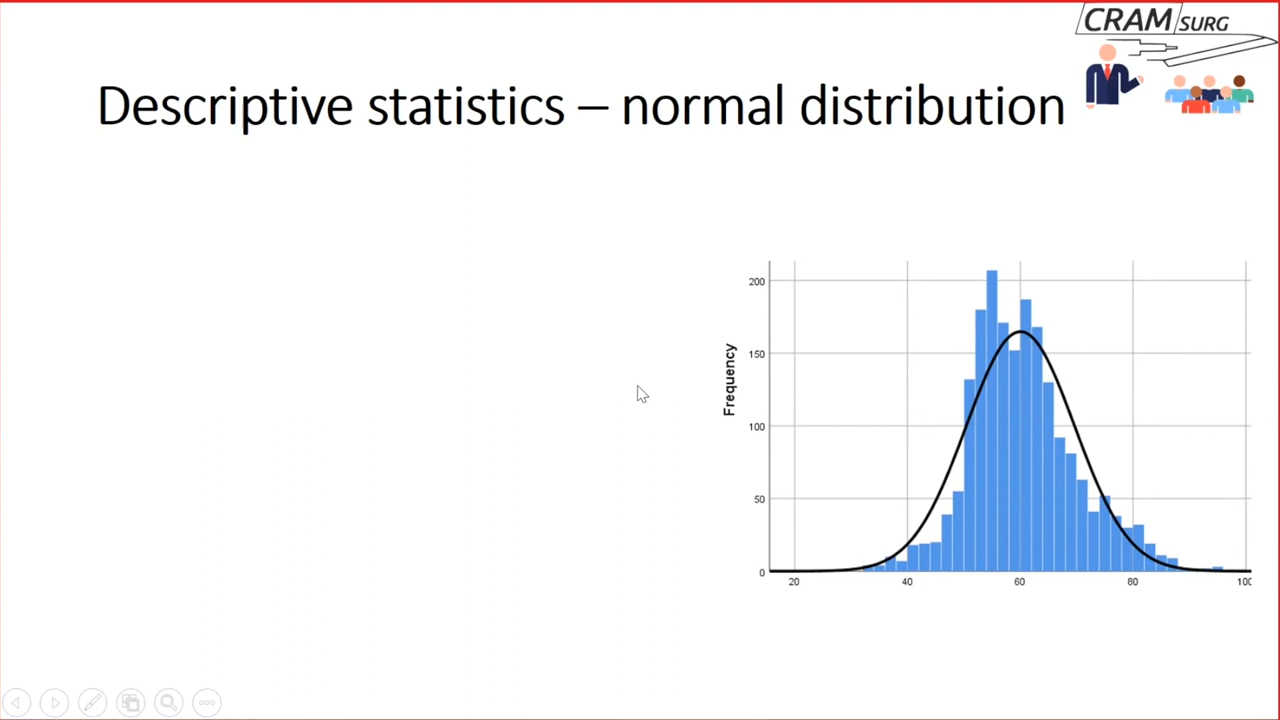 CRAM SURG
Descriptive statistics – normal distribution
Frequency
200
150
100
50
0
20 40 60 80 100